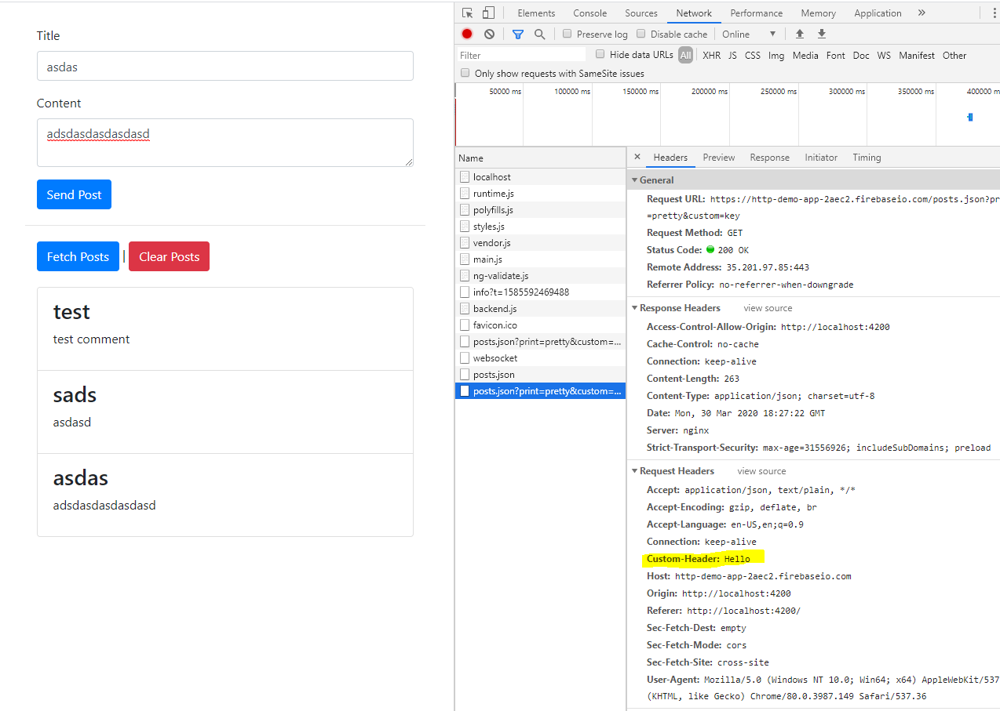 Title
asdas
Content
adsdasdasdasdasd
Send Post
Fetch Posts | Clear Posts
test
test comment
sads
asdasd
asdas
adsdasdasdasdasd
Elements Console Sources Network Performance Memory Application »
Preserve log Disable cache Online ▼
Filter Hide data URLs All XHR JS CSS Img Media Font Doc WS Manifest Other
Only show requests with SameSite issues
50000 ms 100000 ms 150000 ms 200000 ms 250000 ms 300000 ms 350000 ms 400000 m
Name
localhost
runtime.js
polyfills.js
styles.js
vendor.js
main.js
ng-validate.js
info?t=1585592469488
backend.js
favicon.ico
posts.json?print=pretty&custom=...
websocket
posts.json
posts.json?print=pretty&custom=...
× Headers Preview Response Initiator Timing
▼ General
Request URL: https://http-demo-app-2aec2.firebaseio.com/posts.json?pr
=pretty&custom=key
Request Method: GET
Status Code: 200 OK
Remote Address: 35.201.97.85:443
Referrer Policy: no-referrer-when-downgrade
▼ Response Headers view source
Access-Control-Allow-Origin: http://localhost:4200
Cache-Control: no-cache
Connection: keep-alive
Content-Length: 263
Content-Type: application/json; charset=utf-8
Date: Mon, 30 Mar 2020 18:27:22 GMT
Server: nginx
Strict-Transport-Security: max-age=31556926; includeSubDomains; preload
▼ Request Headers view source
Accept: application/json, text/plain, */*
Accept-Encoding: gzip, deflate, br
Accept-Language: en-US,en;q=0.9
Connection: keep-alive
Custom-Header: Hello
Host: http-demo-app-2aec2.firebaseio.com
Origin: http://localhost:4200
Referer: http://localhost:4200/
Sec-Fetch-Dest: empty
Sec-Fetch-Mode: cors
Sec-Fetch-Site: cross-site
User-Agent: Mozilla/5.0 (Windows NT 10.0; Win64; x64) AppleWebKit/537
(KHTML, like Gecko) Chrome/80.0.3987.149 Safari/537.36